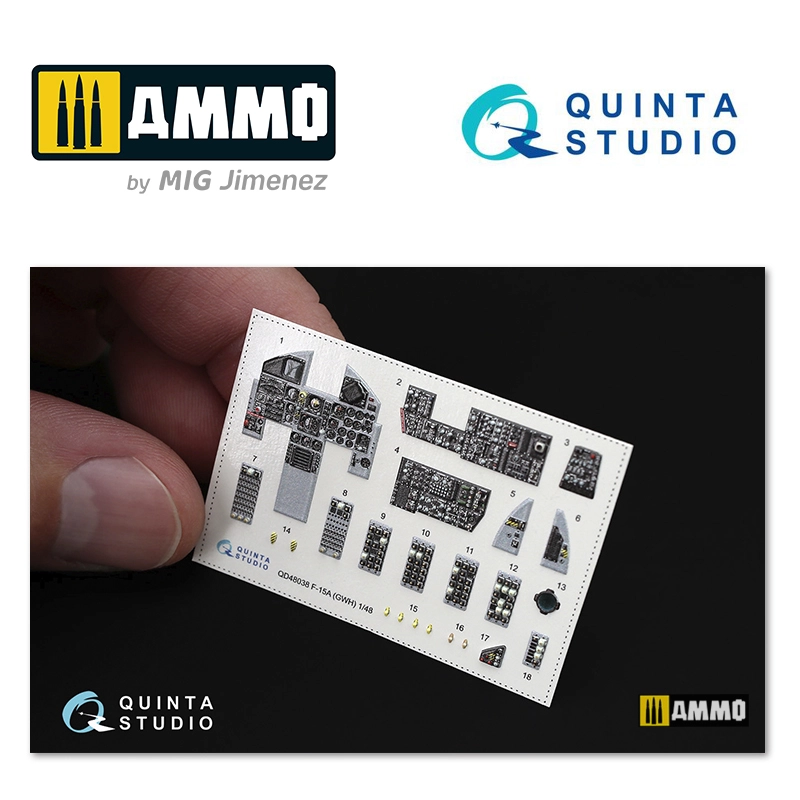 AMMO
by MIG Jimenez
QUINTA
STUDIO
1
2
3
4
5
6
7
8
9
10
11
12
13
14
15
16
17
18
QUINTA
STUDIO
QD48038 F-15A (GWH) 1/48
QUINTA
STUDIO
AMMO